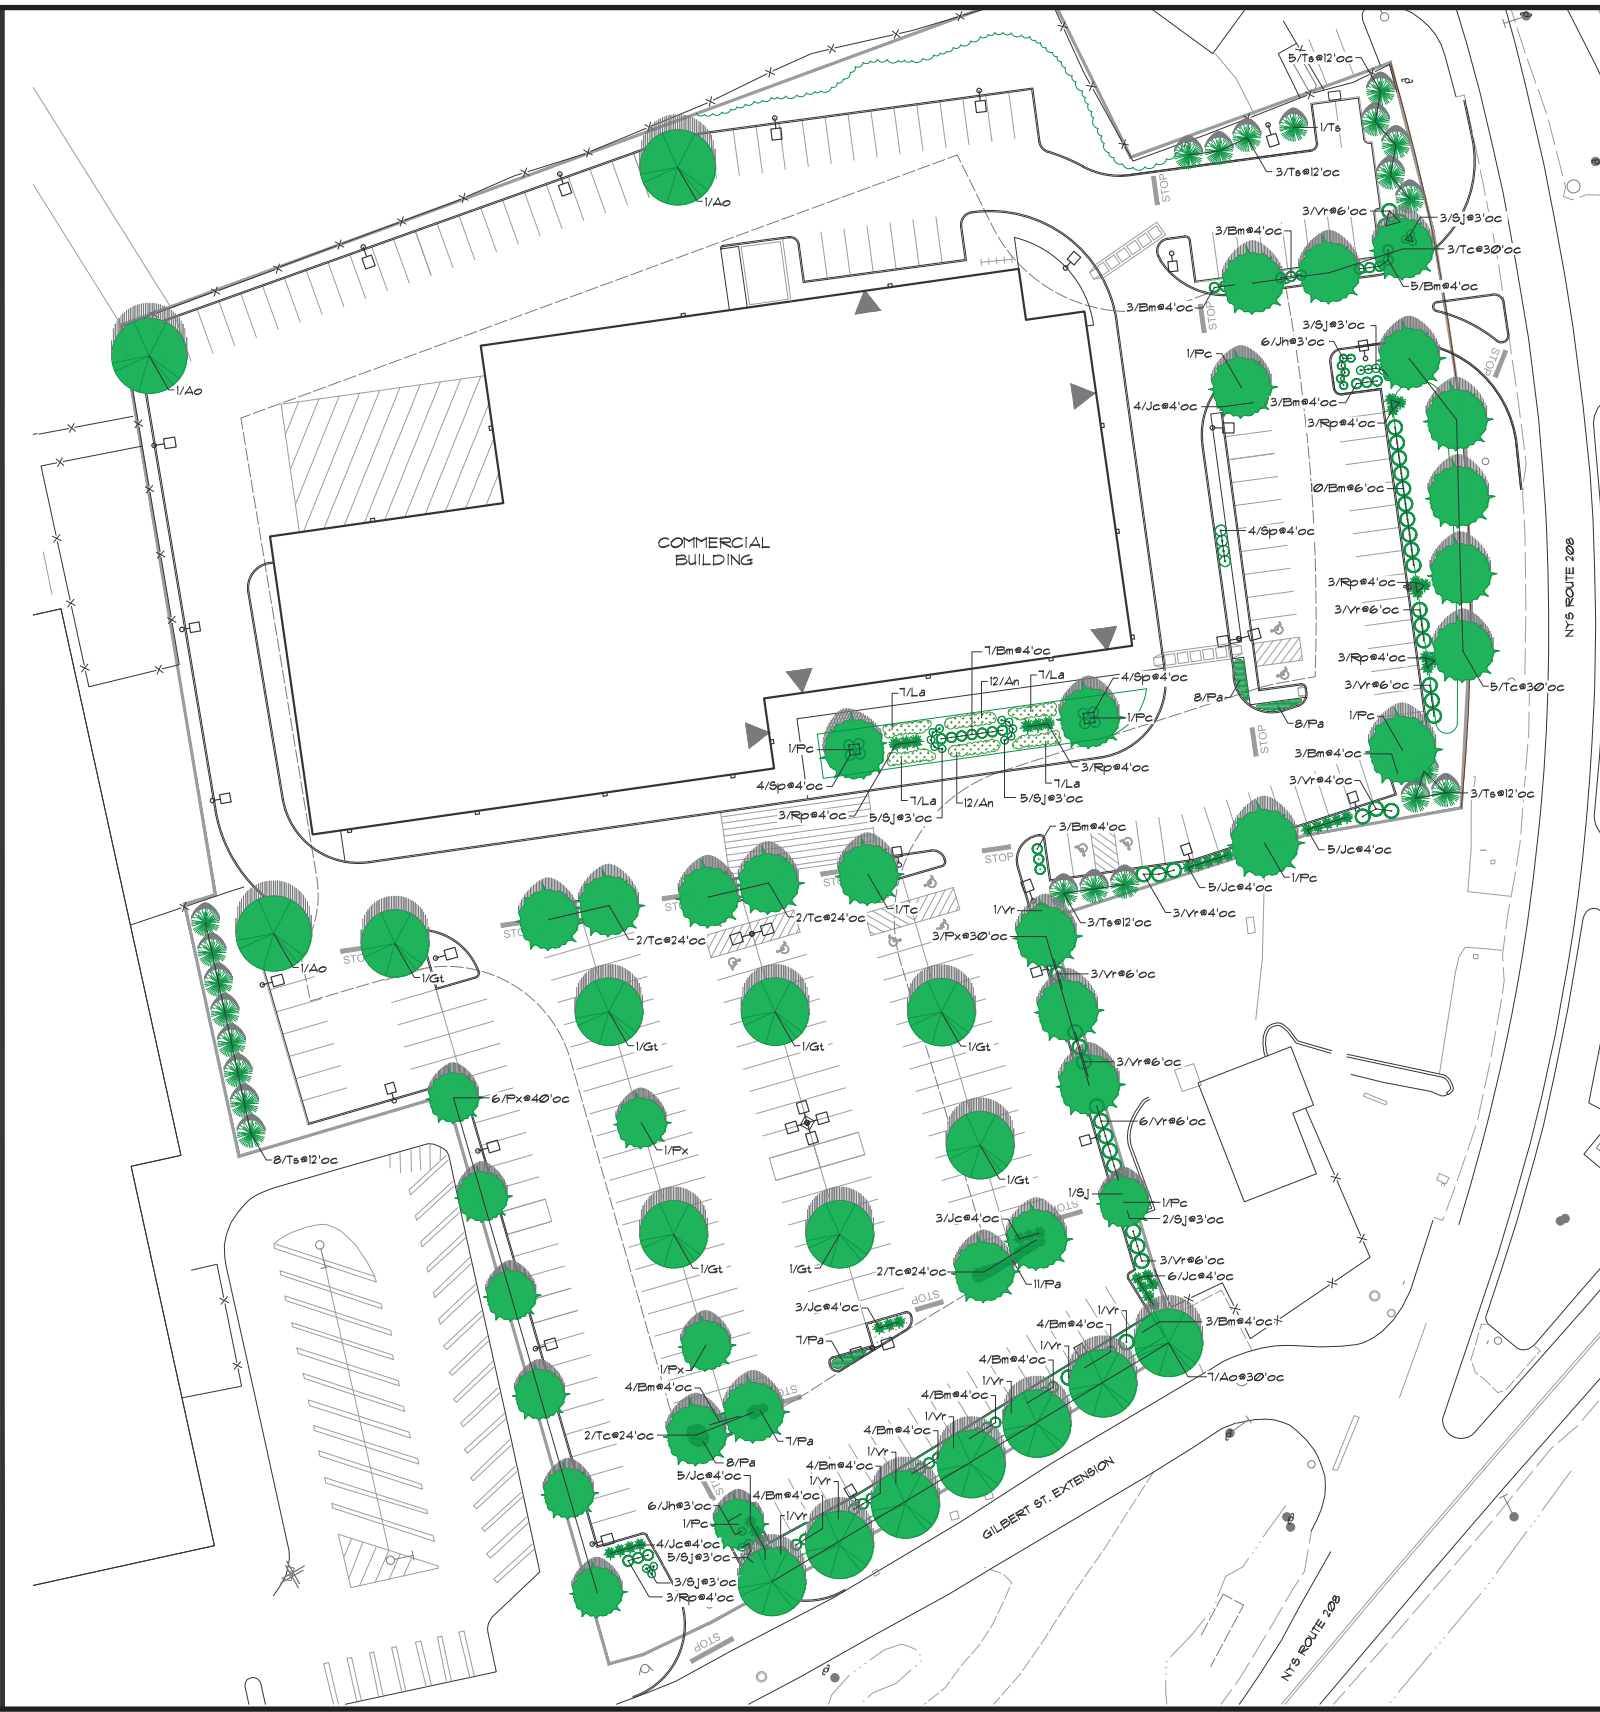 5/Ts@12'oc
1/Ts
3/Ts@12'oc
1/Ao
STOP
3/Vr@6'oc
3/Sj@3'oc
3/Bm@4'oc
3/Tc@30'oc
5/Bm@4'oc
3/Bm@4'oc
STOP
3/Sj@3'oc
6/Jh@3'oc
1/Pc
STOP
1/Ao
4/Jc@4'oc
3/Bm@4'oc
3/Rp@4'oc
10/Bm@6'oc
4/Sp@4'oc
COMMERCIAL
BUILDING
NYS ROUTE 208
3/Rp@4'oc
3/Vr@6'oc
7/Bm@4'oc
3/Rp@4'oc
7/La
12/An
7/La
4/Sp@4'oc
3/Vr@6'oc
5/Tc@30'oc
8/Pa
1/Pc
1/Pc
8/Pa
1/Pc
STOP
3/Bm@4'oc
3/Rp@4'oc
4/Sp@4'oc
7/La
3/Vr@4'oc
3/Ts@12'oc
7/La
12/An
5/Sj@3'oc
3/Rp@4'oc
5/Sj@3'oc
3/Bm@4'oc
5/Jc@4'oc
STOP
1/Pc
5/Jc@4'oc
STO
STO
1/Tc
1/Vr
3/Vr@4'oc
2/Tc@24'oc
3/Ts@12'oc
STO
2/Tc@24'oc
3/Px@30'oc
STO
1/Ao
1/Gt
3/Vr@6'oc
1/Gt
1/Gt
1/Gt
3/Vr@6'oc
6/Px@40'oc
6/Vr@6'oc
8/Ts@12'oc
1/Px
1/Gt
1/Sj
1/Pc
STOP
3/Jc@4'oc
2/Sj@3'oc
1/Gt
1/Gt
2/Tc@24'oc
3/Vr@6'oc
11/Pa
6/Jc@4'oc
STOP
3/Jc@4'oc
1/Vr
4/Bm@4'oc
3/Bm@4'oc
7/Pa
1/Vr
4/Bm@4'oc
1/Px
7/Ao@30'oc
1/Vr
4/Bm@4'oc
STOP
4/Bm@4'oc
1/Vr
4/Bm@4'oc
2/Tc@24'oc
7/Pa
1/Vr
8/Pa
4/Bm@4'oc
5/Jc@4'oc
1/Vr
4/Bm@4'oc
GILBERT ST. EXTENSION
6/Jh@3'oc
1/Vr
1/Pc
4/Jc@4'oc
5/Sj@3'oc
3/Sj@3'oc
3/Rp@4'oc
STOP
NYS ROUTE 208